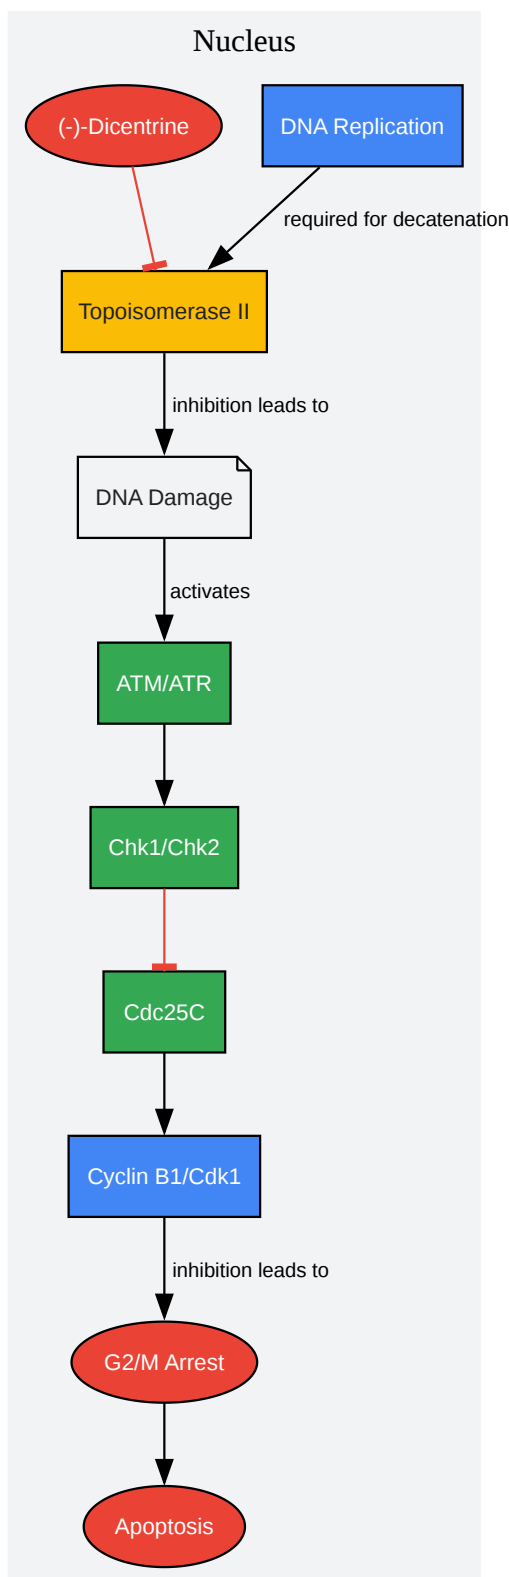 Nucleus
(-)-Dicentrine
DNA Replication
required for decatenation
Topoisomerase II
inhibition leads to
DNA Damage
activates
ATM/ATR
Chk1/Chk2
Cdc25C
Cyclin B1/Cdk1
inhibition leads to
G2/M Arrest
Apoptosis